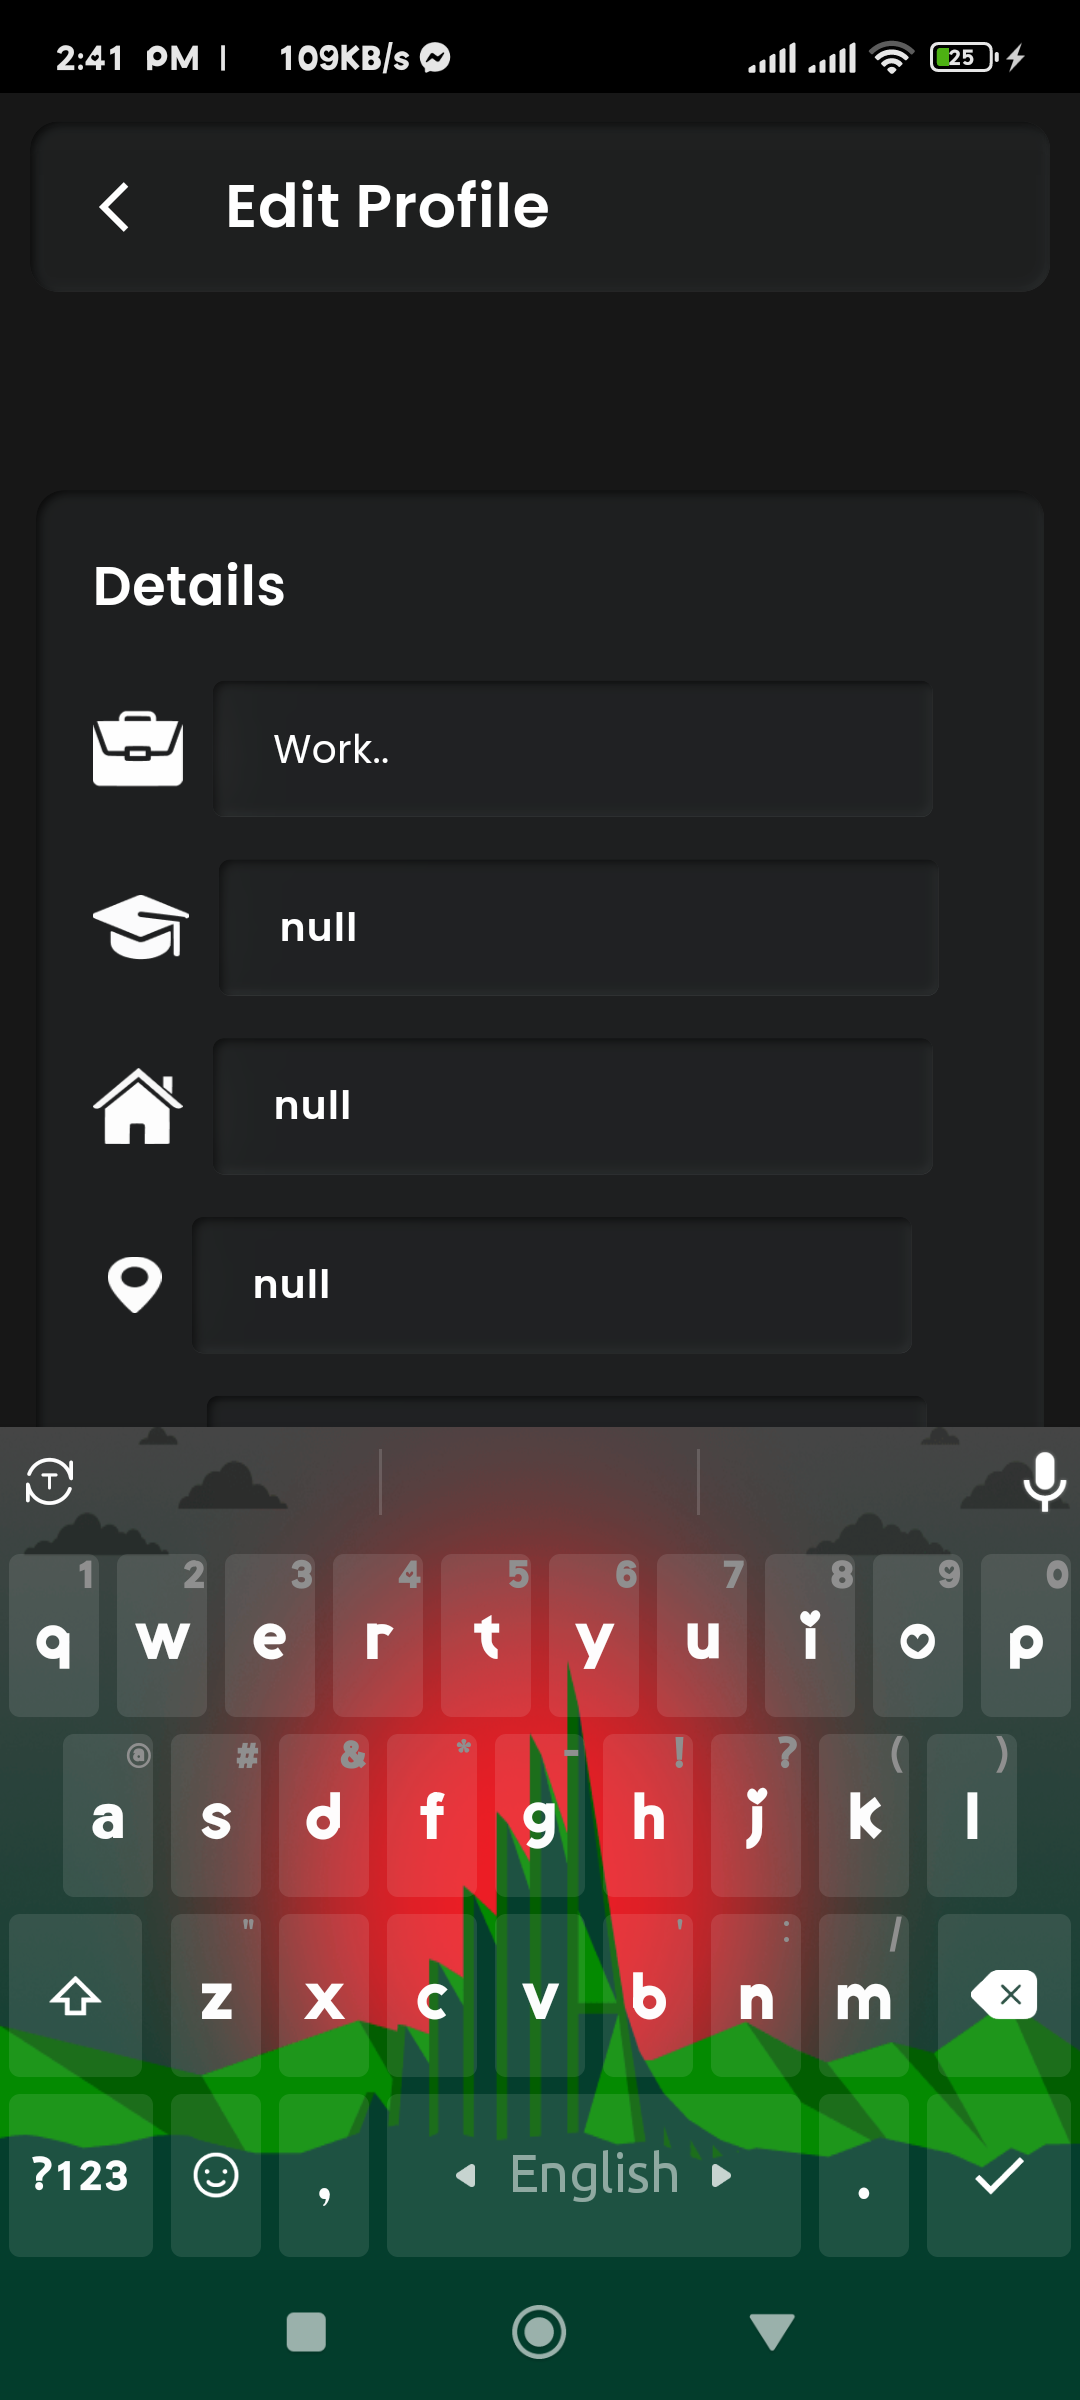 2:41 PM | 109KB/s 25
Edit Profile
Details
Work..
null
null
null
T
1 2 3 4 5 6 7 8 9 0
q w e r t y u i o p
@ # & * - ! ? ( )
a s d f g h j k l
" ' : /
z x c v b n m
?123 , English .